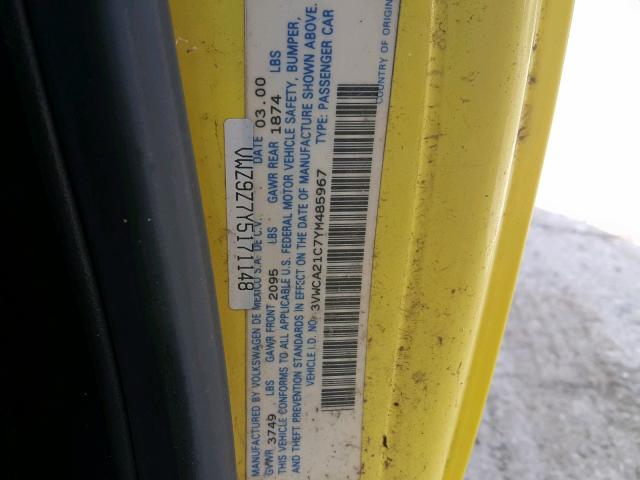 VWZ9Z7Y5171148
MANUFACTURED BY VOLKSWAGEN DE MEXICO S.A. DE C.V. DATE 03.00
GVWR 3749 LBS GAWR FRONT 2095 LBS GAWR REAR 1874 LBS
THIS VEHICLE CONFORMS TO ALL APPLICABLE U.S. FEDERAL MOTOR VEHICLE SAFETY, BUMPER,
AND THEFT PREVENTION STANDARDS IN EFFECT ON THE DATE OF MANUFACTURE SHOWN ABOVE.
VEHICLE I.D. NO: 3VWCA21C7YM485967 TYPE: PASSENGER CAR
COUNTRY OF ORIGIN